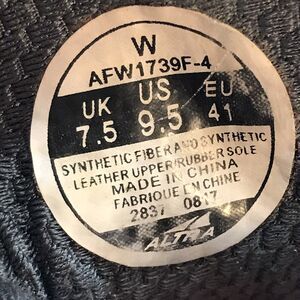 W
AFW1739F-4
UK US EU
7.5 9.5 41
SYNTHETIC FIBER AND SYNTHETIC
LEATHER UPPER/RUBBER SOLE
MADE IN CHINA
FABRIQUE EN CHINE
2837 0817
ALTRA